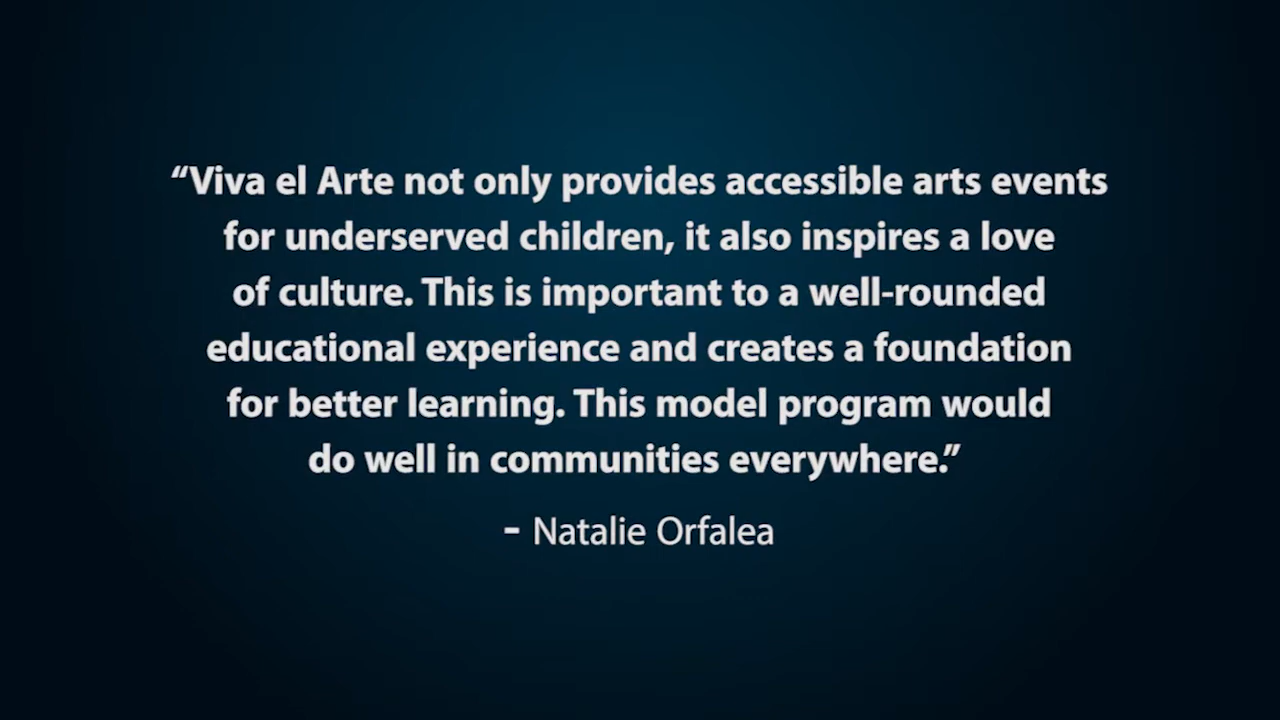 “Viva el Arte not only provides accessible arts events
for underserved children, it also inspires a love
of culture. This is important to a well-rounded
educational experience and creates a foundation
for better learning. This model program would
do well in communities everywhere.”
- Natalie Orfalea